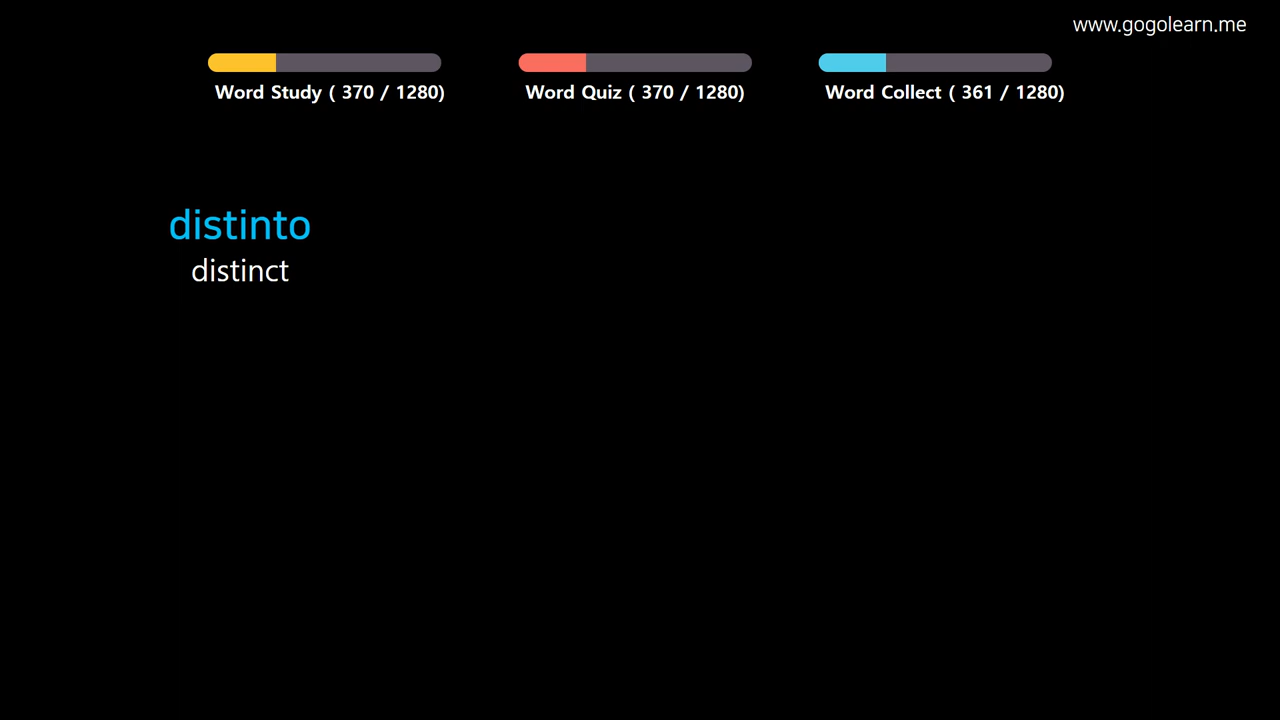 www.gogolearn.me
Word Study ( 370 / 1280)
Word Quiz ( 370 / 1280)
Word Collect ( 361 / 1280)
distinto
distinct